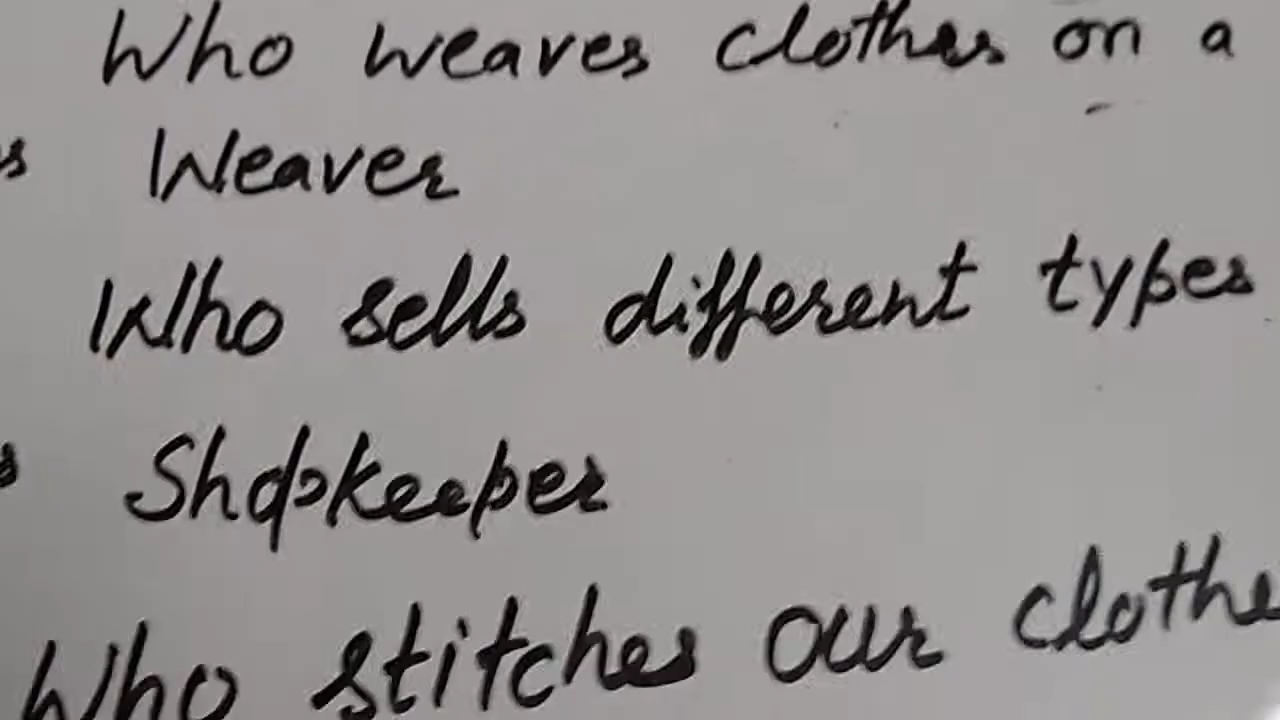 Who weaves clothes on a
s Weaver
Who sells different types
s Shopkeeper
Who stitches our clothe